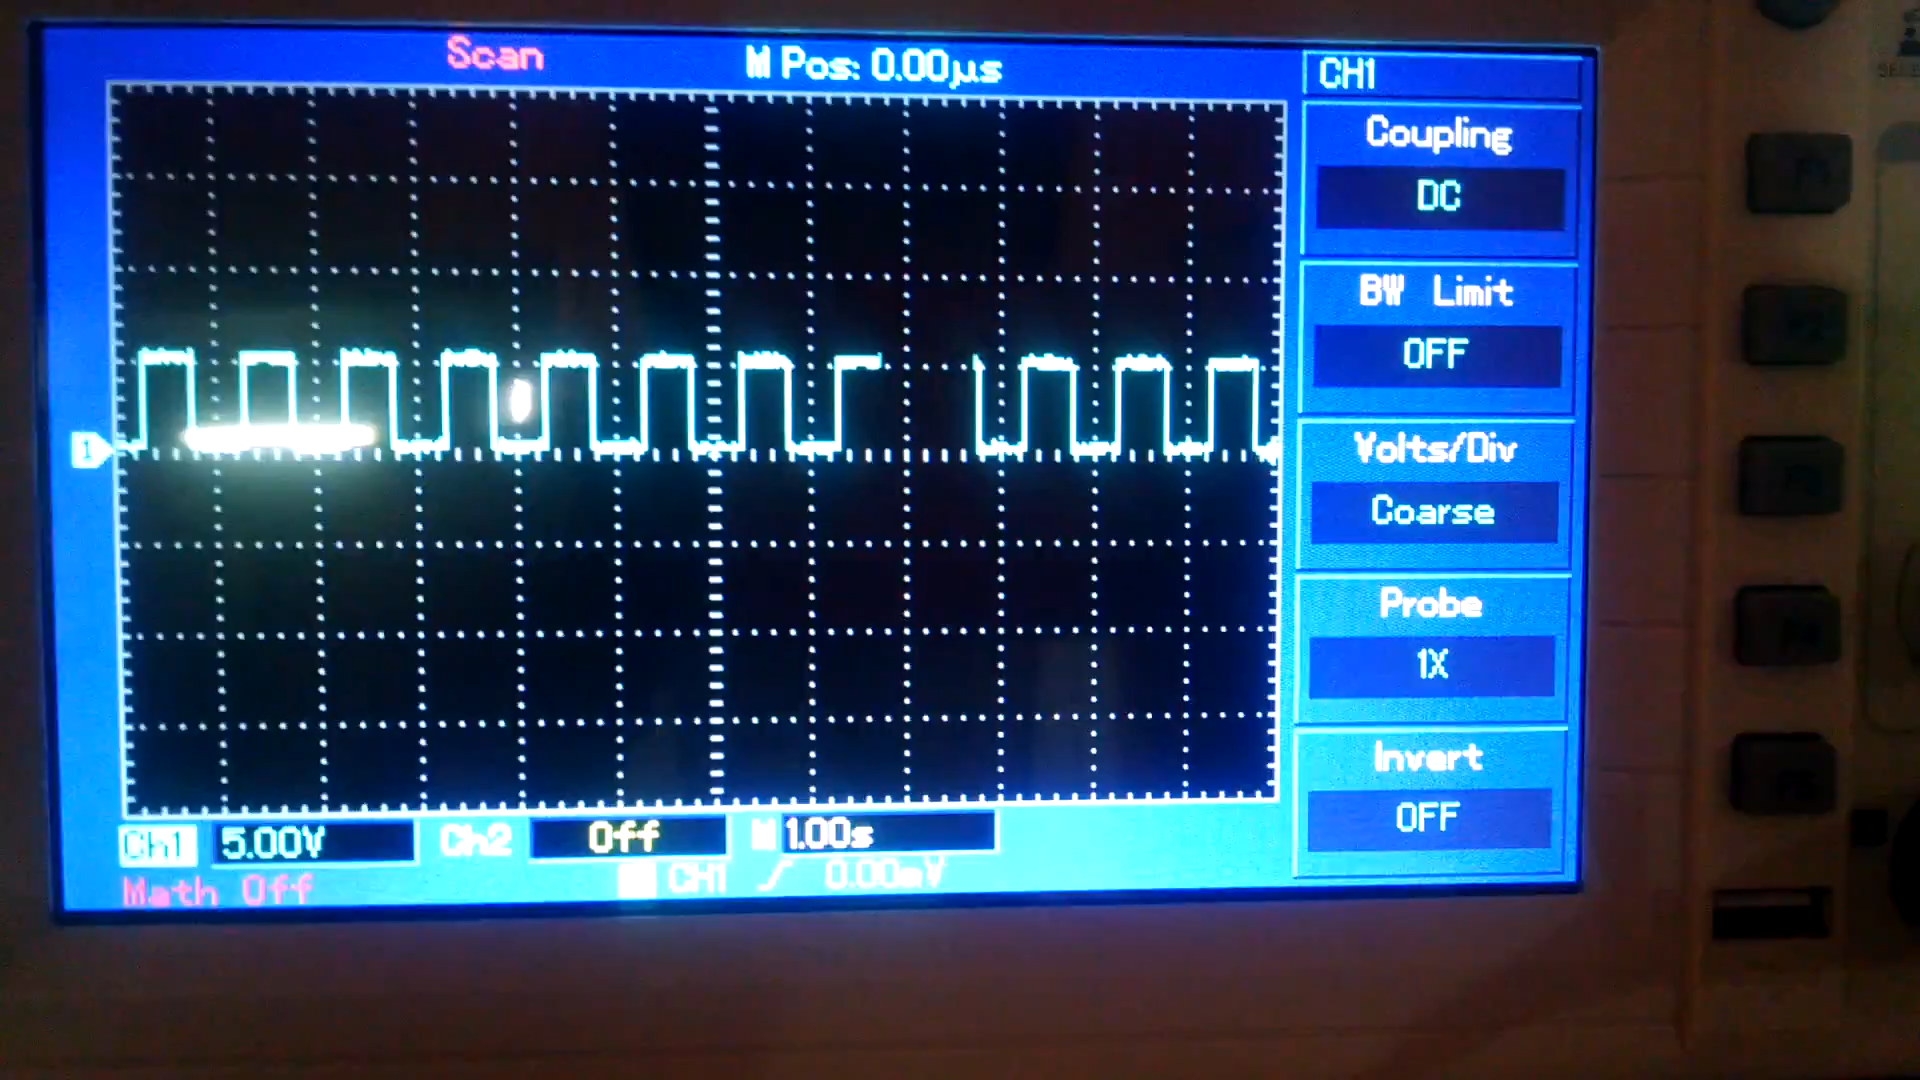 Scan
M Pos: 0.00µs
CH1
Coupling
DC
BW Limit
OFF
Volts/Div
Coarse
Probe
1X
Invert
OFF
1
Ch1 5.00V Ch2 Off M 1.00s
Math Off CH1 0.00mV